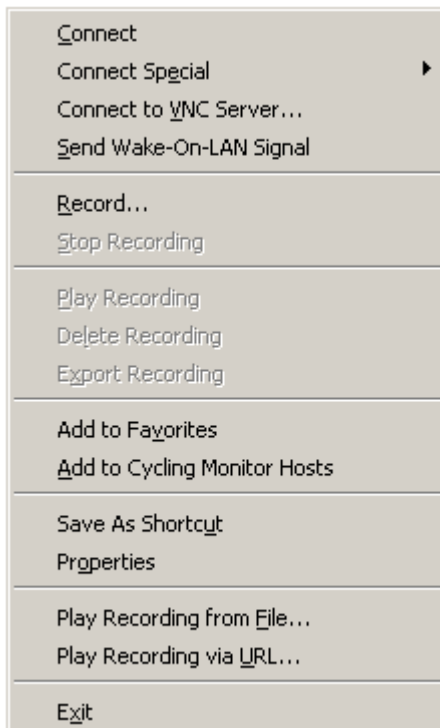 Connect
Connect Special
Connect to VNC Server...
Send Wake-On-LAN Signal
Record...
Stop Recording
Play Recording
Delete Recording
Export Recording
Add to Favorites
Add to Cycling Monitor Hosts
Save As Shortcut
Properties
Play Recording from File...
Play Recording via URL...
Exit